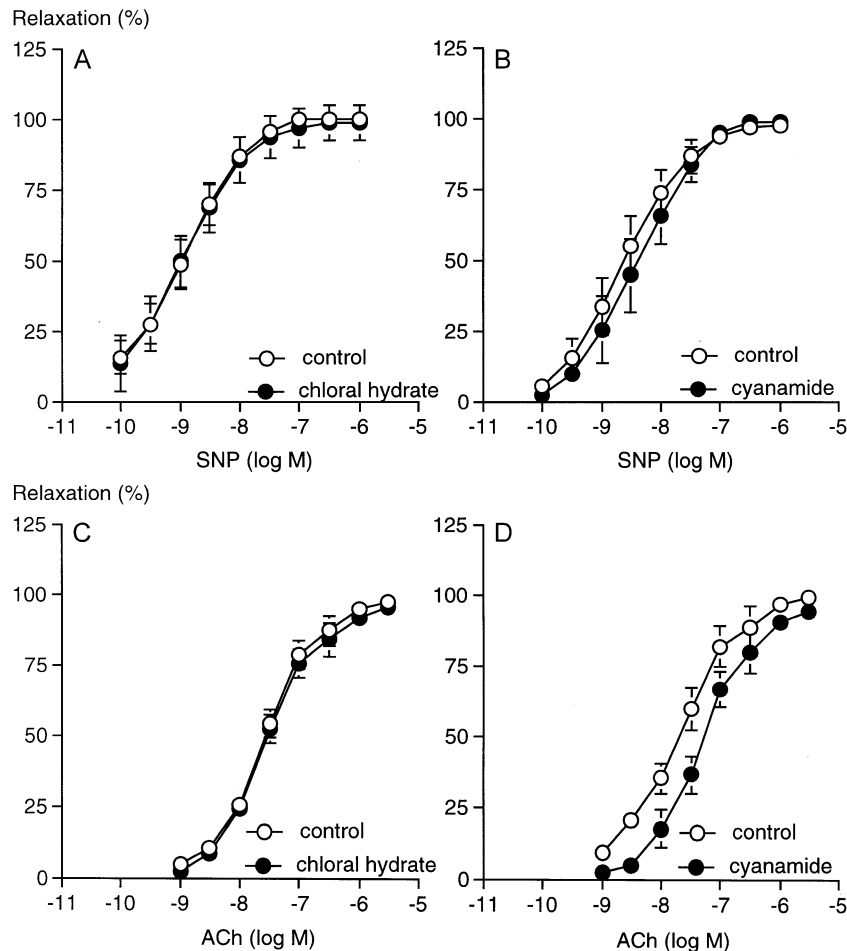 Relaxation (%)
A
125
100
75
50
25
0
-11 -10 -9 -8 -7 -6 -5
SNP (log M)
control
chloral hydrate
B
125
100
75
50
25
0
-11 -10 -9 -8 -7 -6 -5
SNP (log M)
control
cyanamide
Relaxation (%)
C
125
100
75
50
25
0
-11 -10 -9 -8 -7 -6 -5
ACh (log M)
control
chloral hydrate
D
125
100
75
50
25
0
-11 -10 -9 -8 -7 -6 -5
ACh (log M)
control
cyanamide